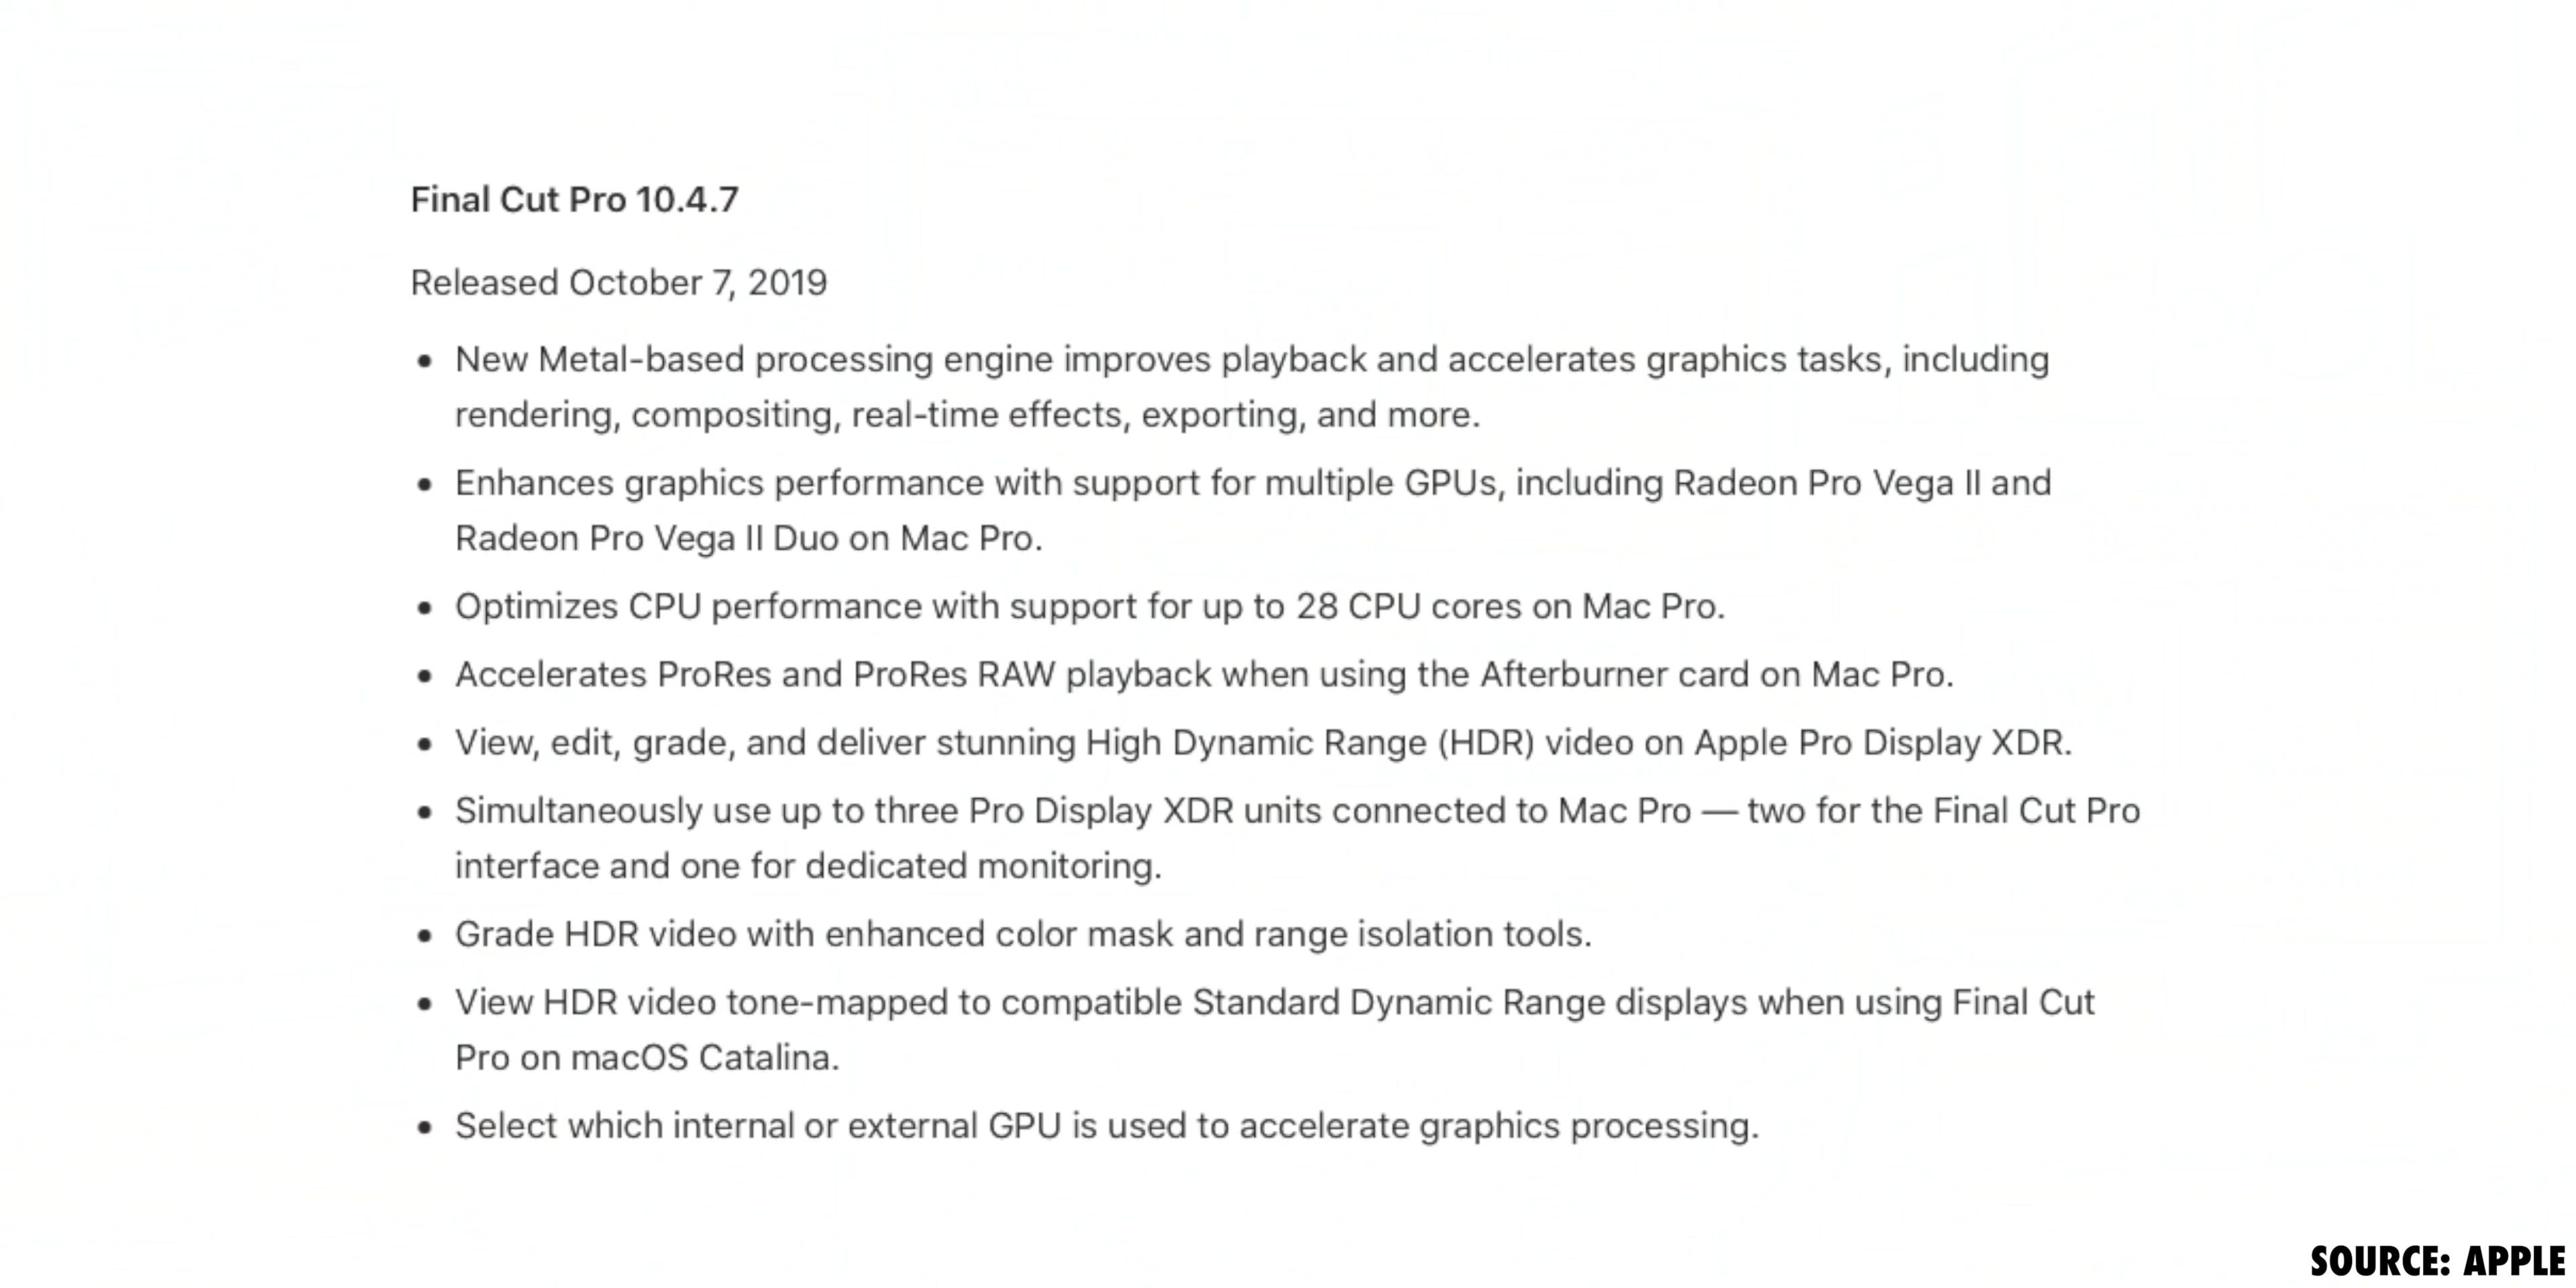 Final Cut Pro 10.4.7
Released October 7, 2019
• New Metal-based processing engine improves playback and accelerates graphics tasks, including
rendering, compositing, real-time effects, exporting, and more.
• Enhances graphics performance with support for multiple GPUs, including Radeon Pro Vega II and
Radeon Pro Vega II Duo on Mac Pro.
• Optimizes CPU performance with support for up to 28 CPU cores on Mac Pro.
• Accelerates ProRes and ProRes RAW playback when using the Afterburner card on Mac Pro.
• View, edit, grade, and deliver stunning High Dynamic Range (HDR) video on Apple Pro Display XDR.
• Simultaneously use up to three Pro Display XDR units connected to Mac Pro — two for the Final Cut Pro
interface and one for dedicated monitoring.
• Grade HDR video with enhanced color mask and range isolation tools.
• View HDR video tone-mapped to compatible Standard Dynamic Range displays when using Final Cut
Pro on macOS Catalina.
• Select which internal or external GPU is used to accelerate graphics processing.
SOURCE: APPLE